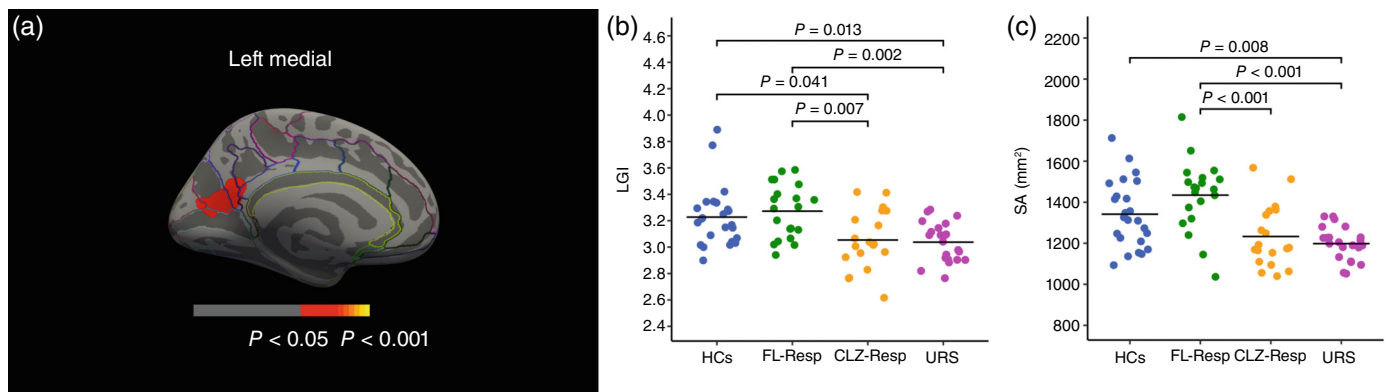 (a)
Left medial
P < 0.05 P < 0.001
(b)
LGI
4.6
4.4
4.2
4.0
3.8
3.6
3.4
3.2
3.0
2.8
2.6
2.4
P = 0.013
P = 0.002
P = 0.041
P = 0.007
HCs FL-Resp CLZ-Resp URS
(c)
SA (mm²)
2200
2000
1800
1600
1400
1200
1000
800
P = 0.008
P < 0.001
P < 0.001
HCs FL-Resp CLZ-Resp URS